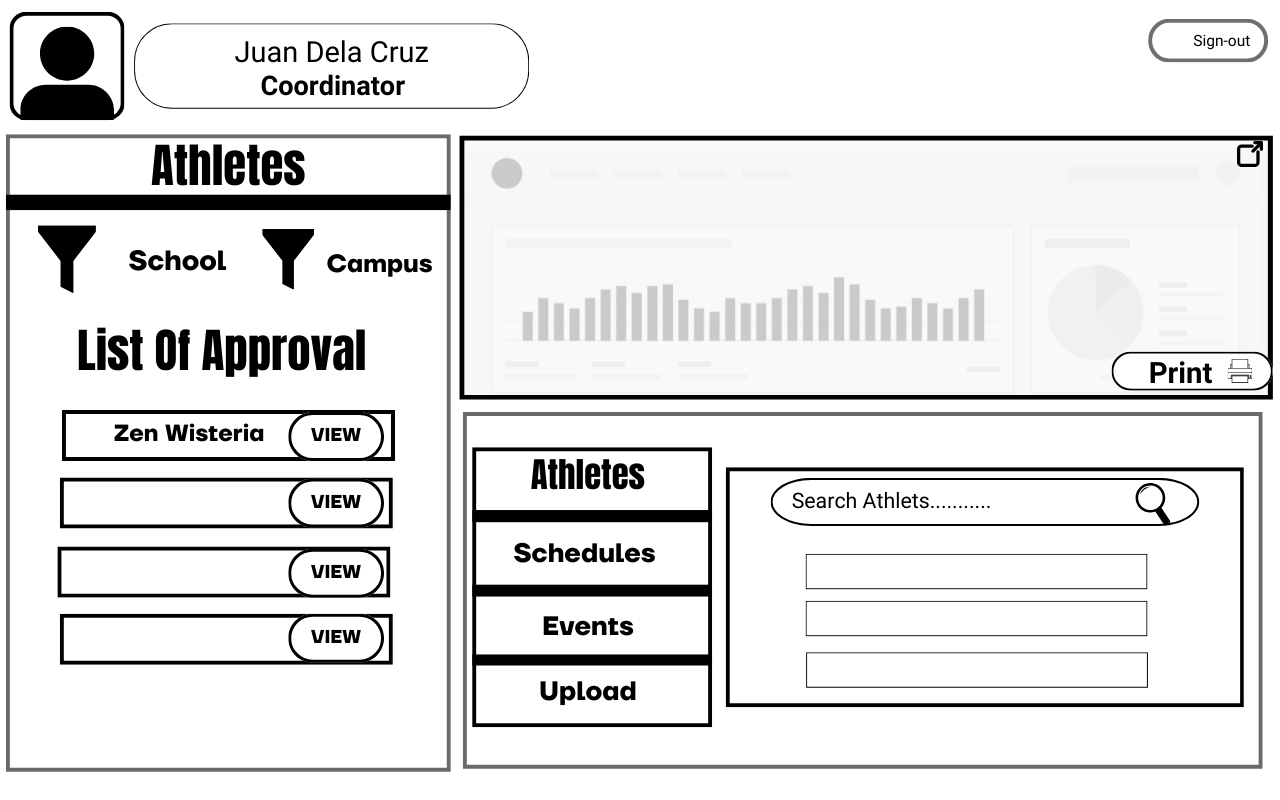 Juan Dela Cruz
Coordinator
Sign-out
Athletes
School
Campus
List Of Approval
Zen Wisteria
VIEW
VIEW
VIEW
VIEW
Print
Athletes
Schedules
Events
Upload
Search Athlets...........